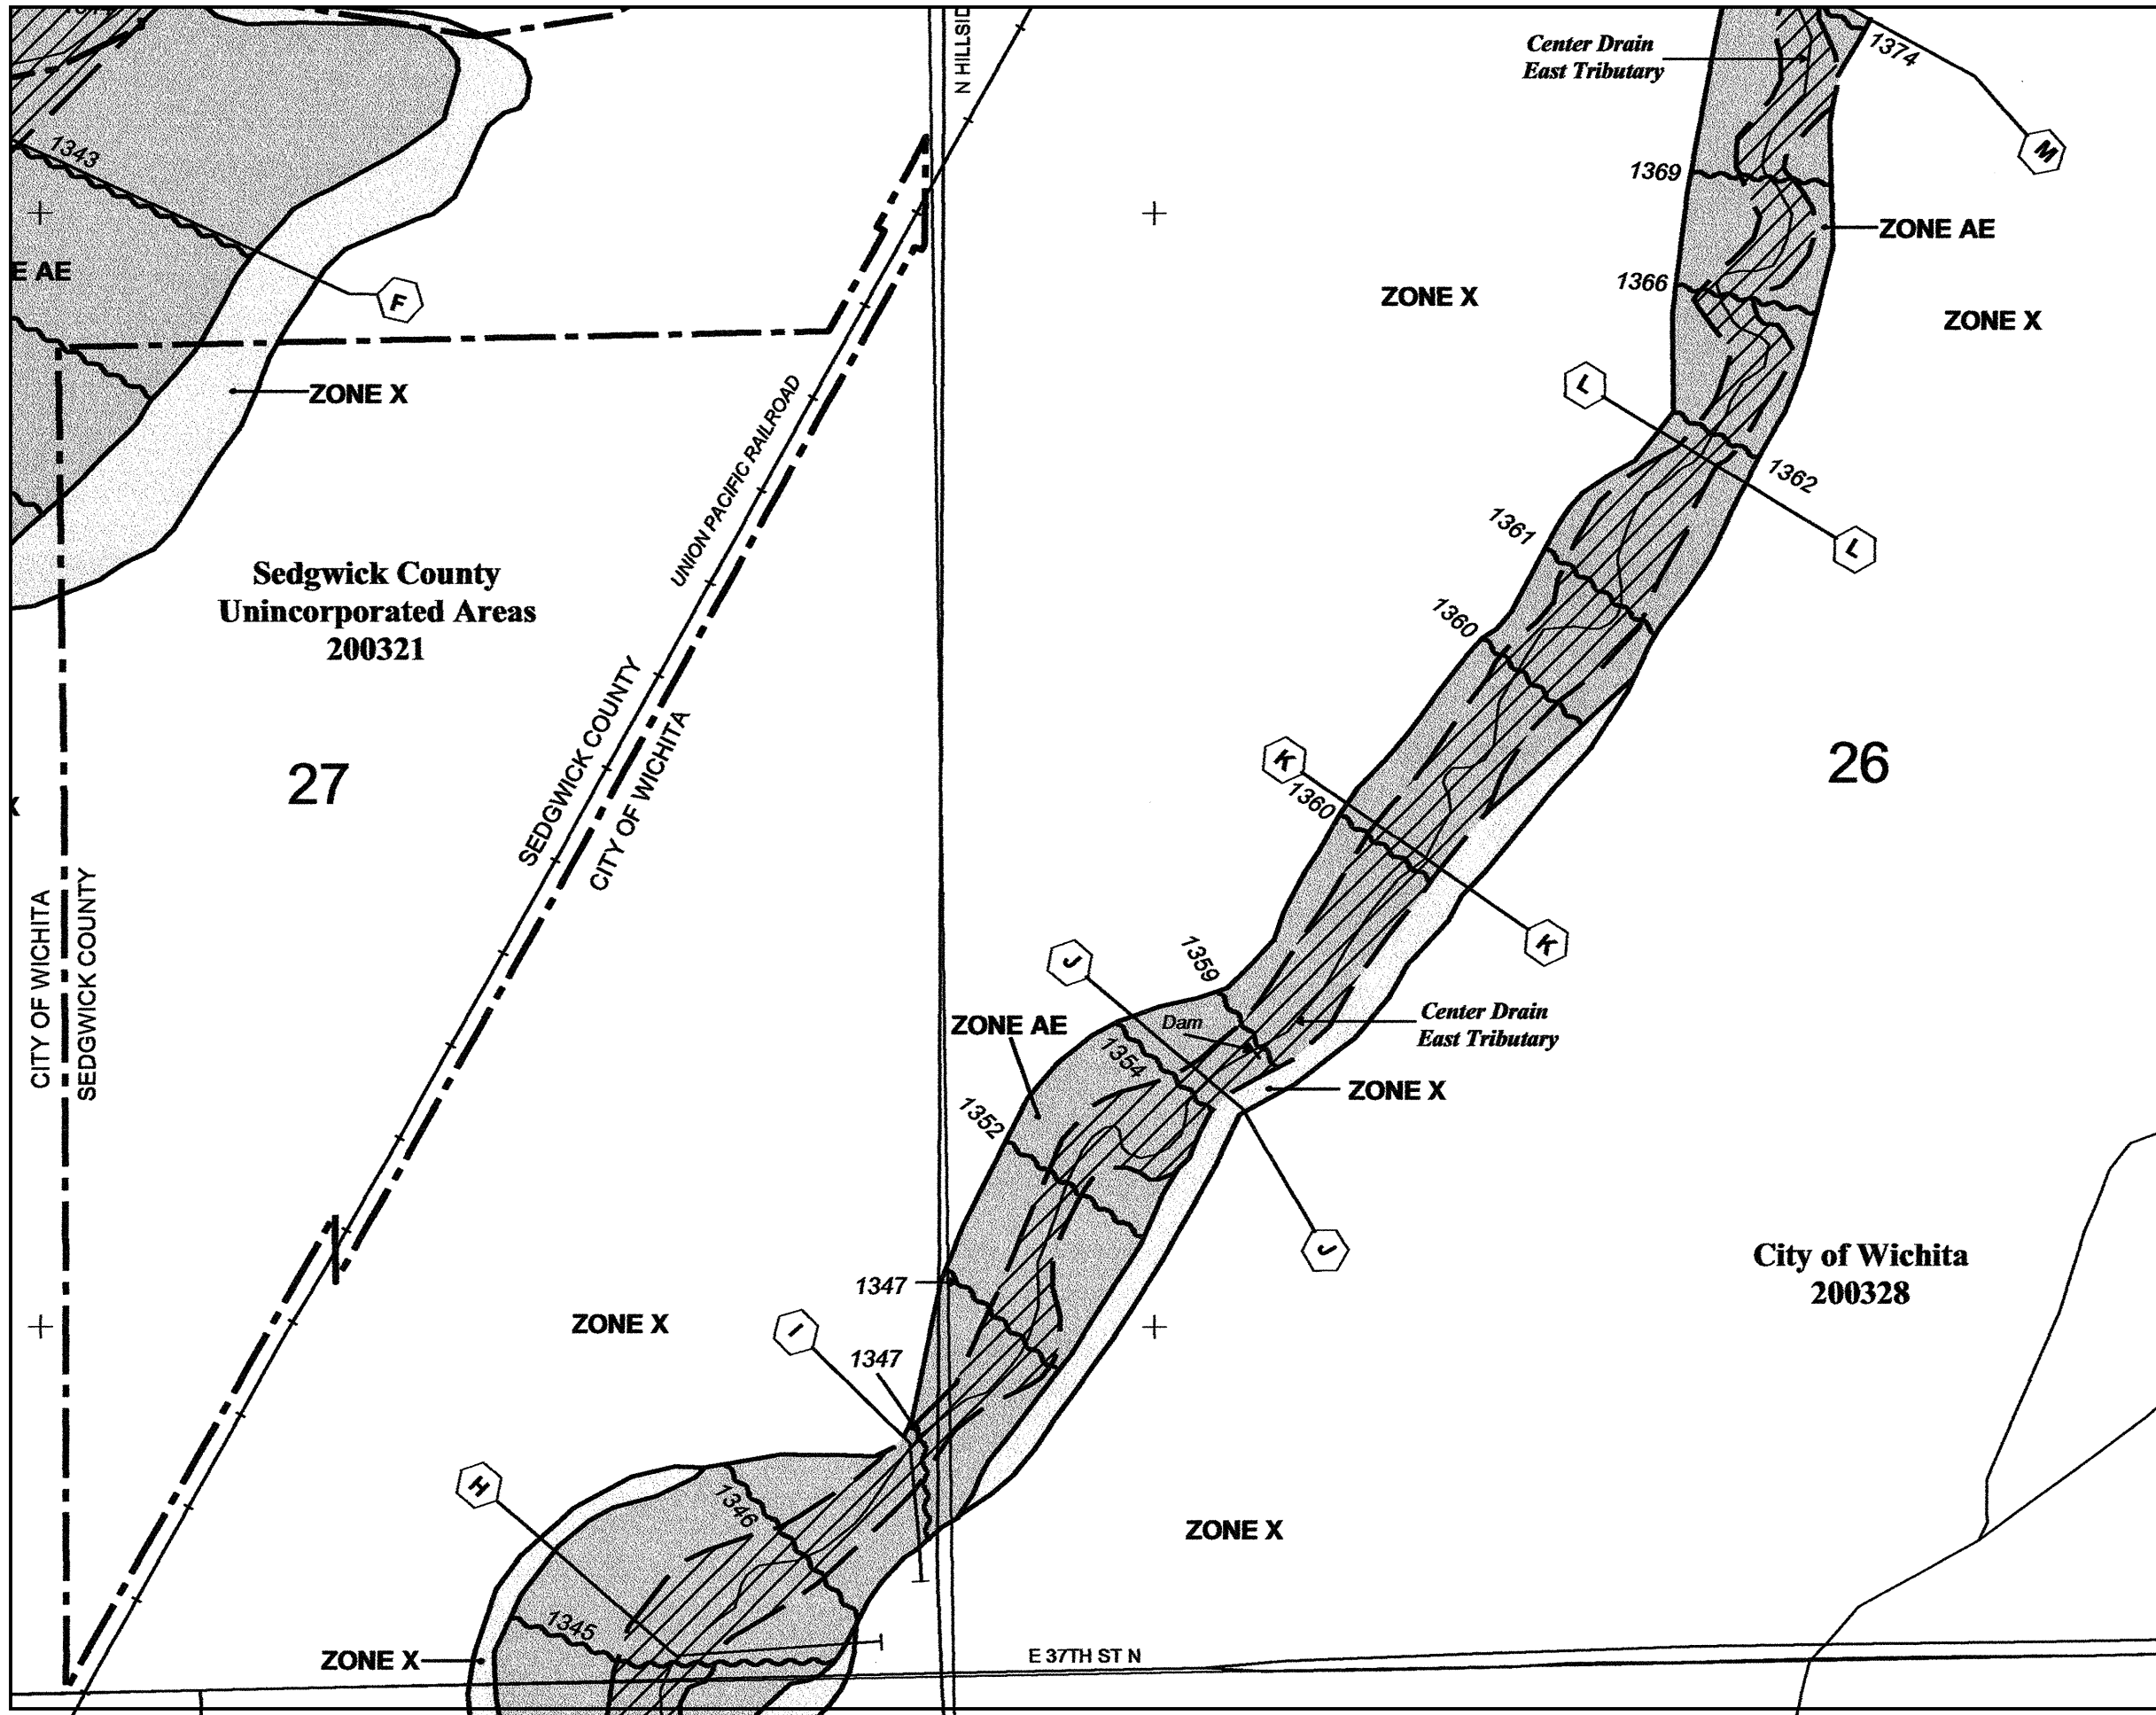 N HILLSID
Center Drain
East Tributary
1374
M
1343
1369
ZONE AE
E AE
F
1366
ZONE X
ZONE X
L
ZONE X
1362
UNION PACIFIC RAILROAD
1361
L
Sedgwick County
Unincorporated Areas
200321
1360
SEDGWICK COUNTY
CITY OF WICHITA
27
26
K
1360
X
CITY OF WICHITA
SEDGWICK COUNTY
K
1359
J
ZONE AE
Dam
Center Drain
East Tributary
1354
ZONE X
1352
J
City of Wichita
200328
1347
ZONE X
I
1347
H
1346
ZONE X
1345
ZONE X
E 37TH ST N